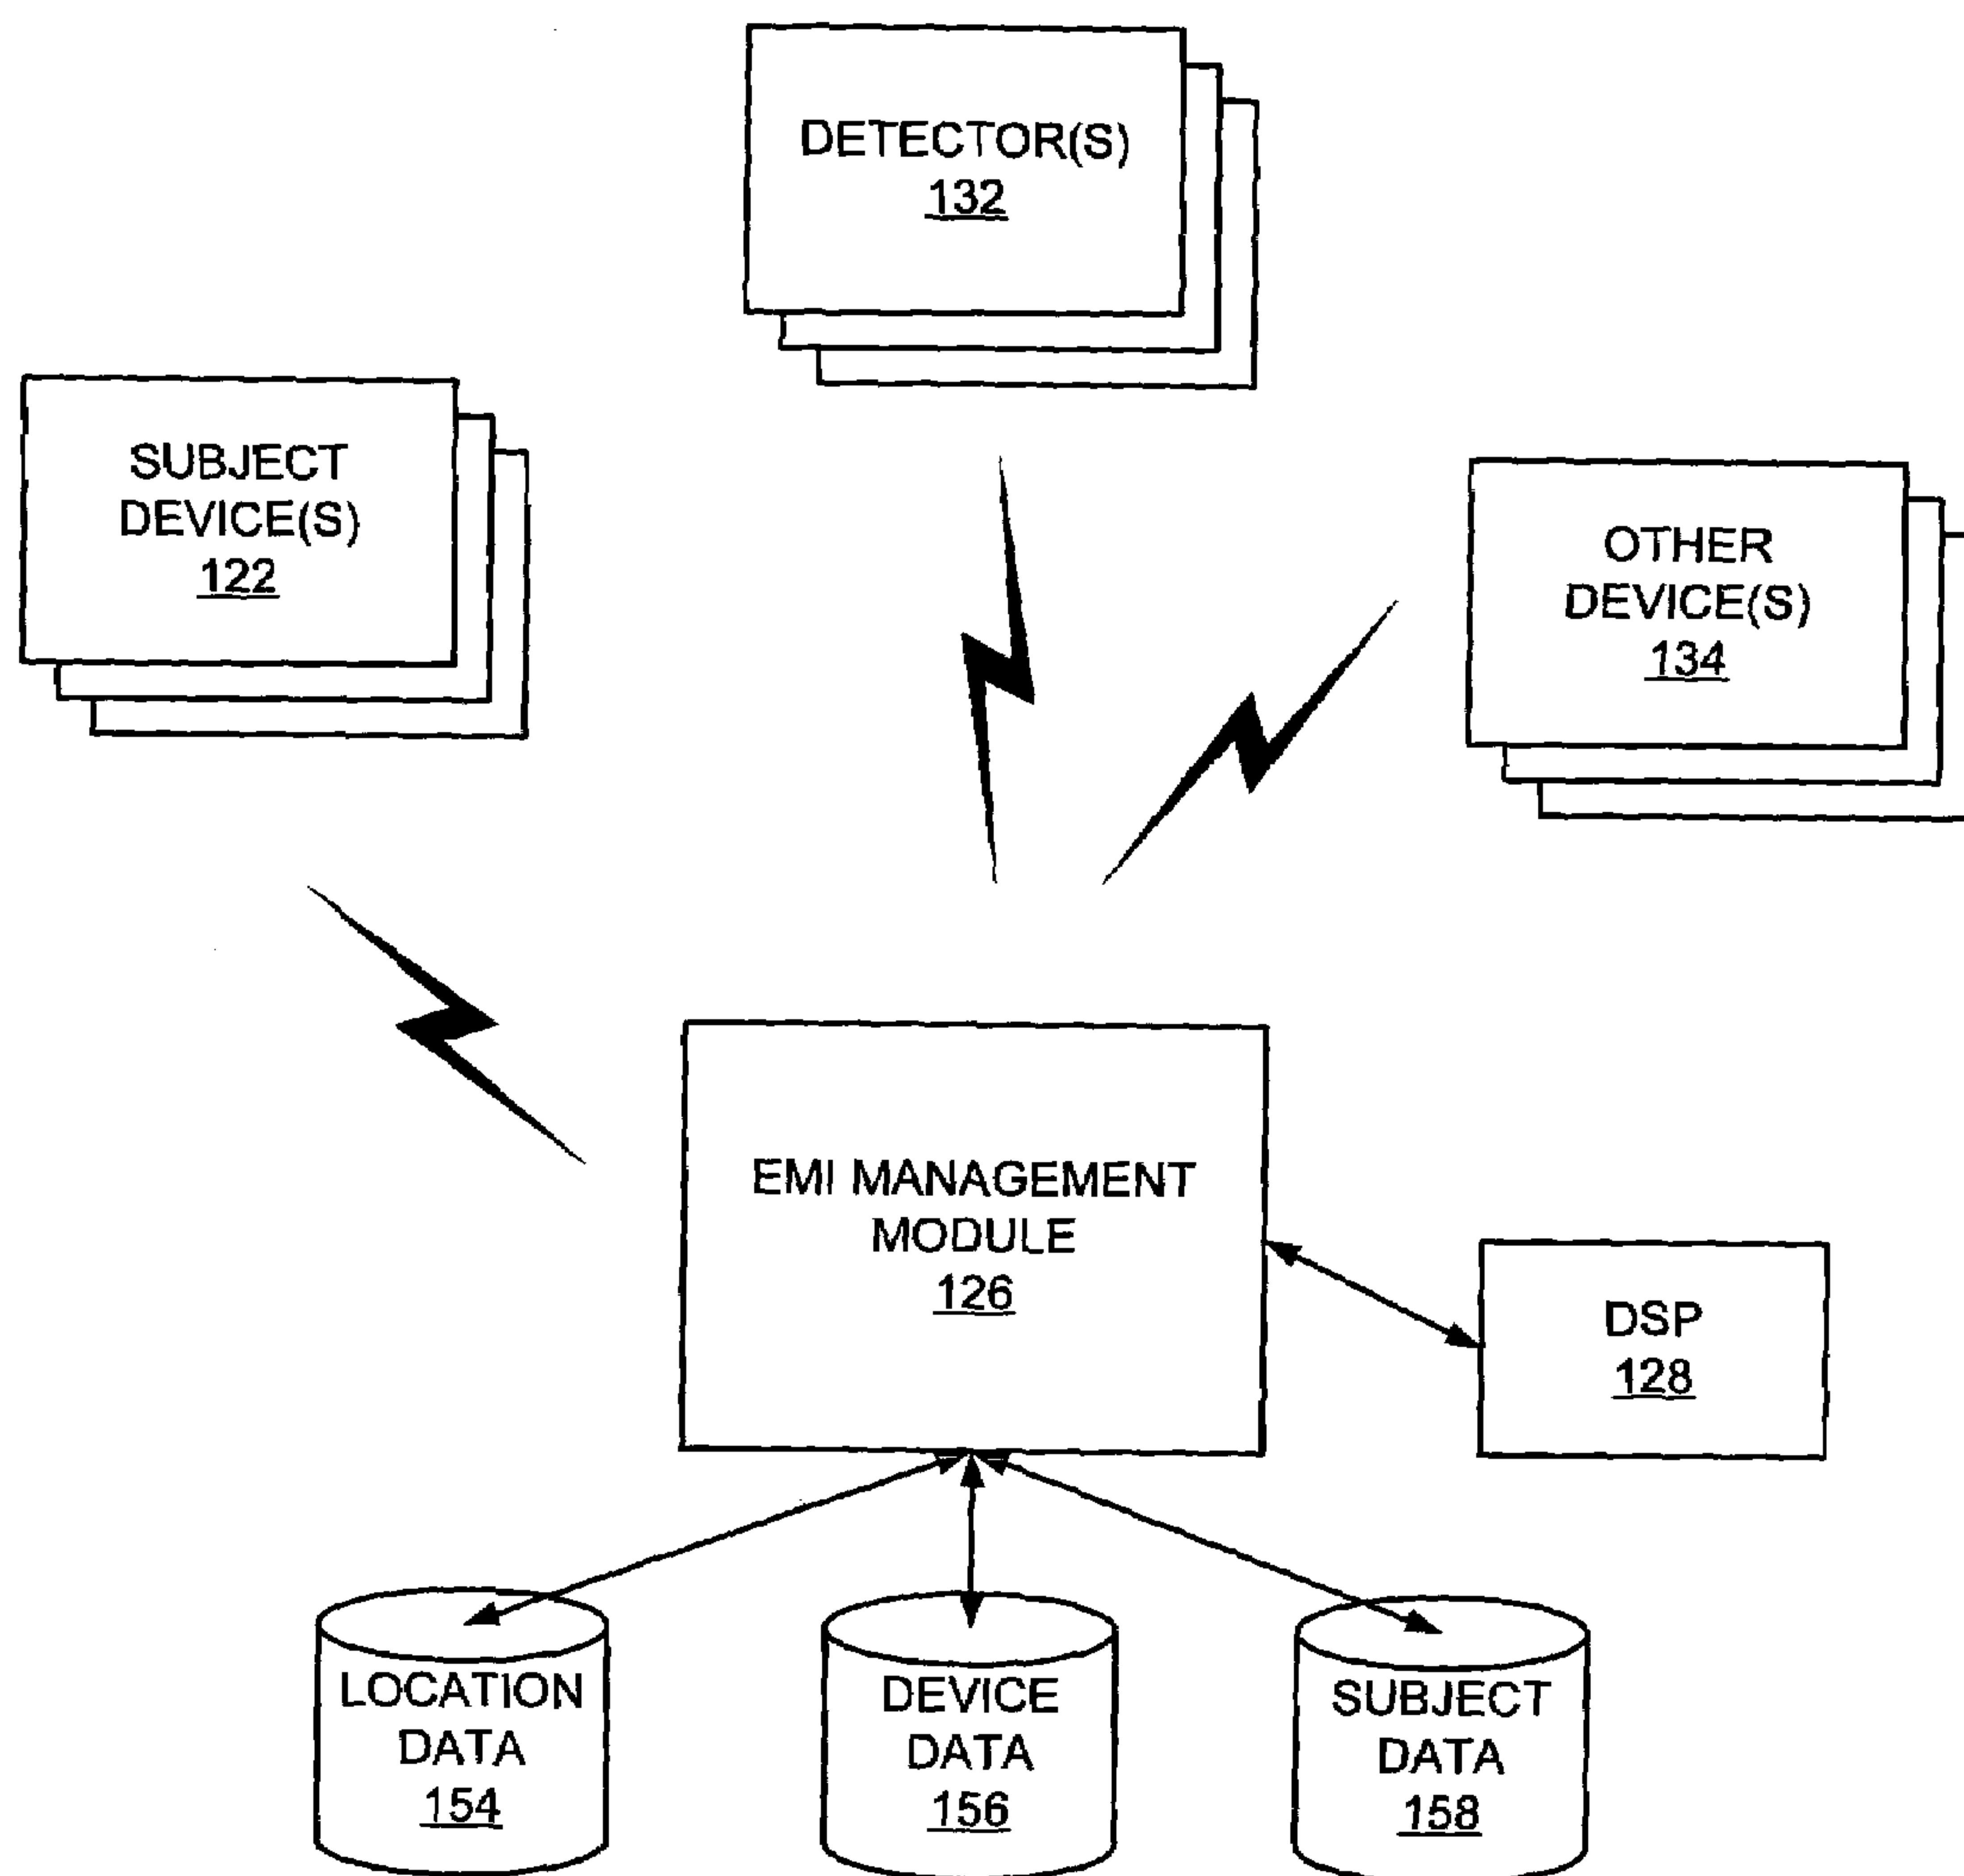 DETECTOR(S)
132
SUBJECT
DEVICE(S)
122
OTHER
DEVICE(S)
134
EMI MANAGEMENT
MODULE
126
DSP
128
LOCATION
DATA
154
DEVICE
DATA
156
SUBJECT
DATA
158